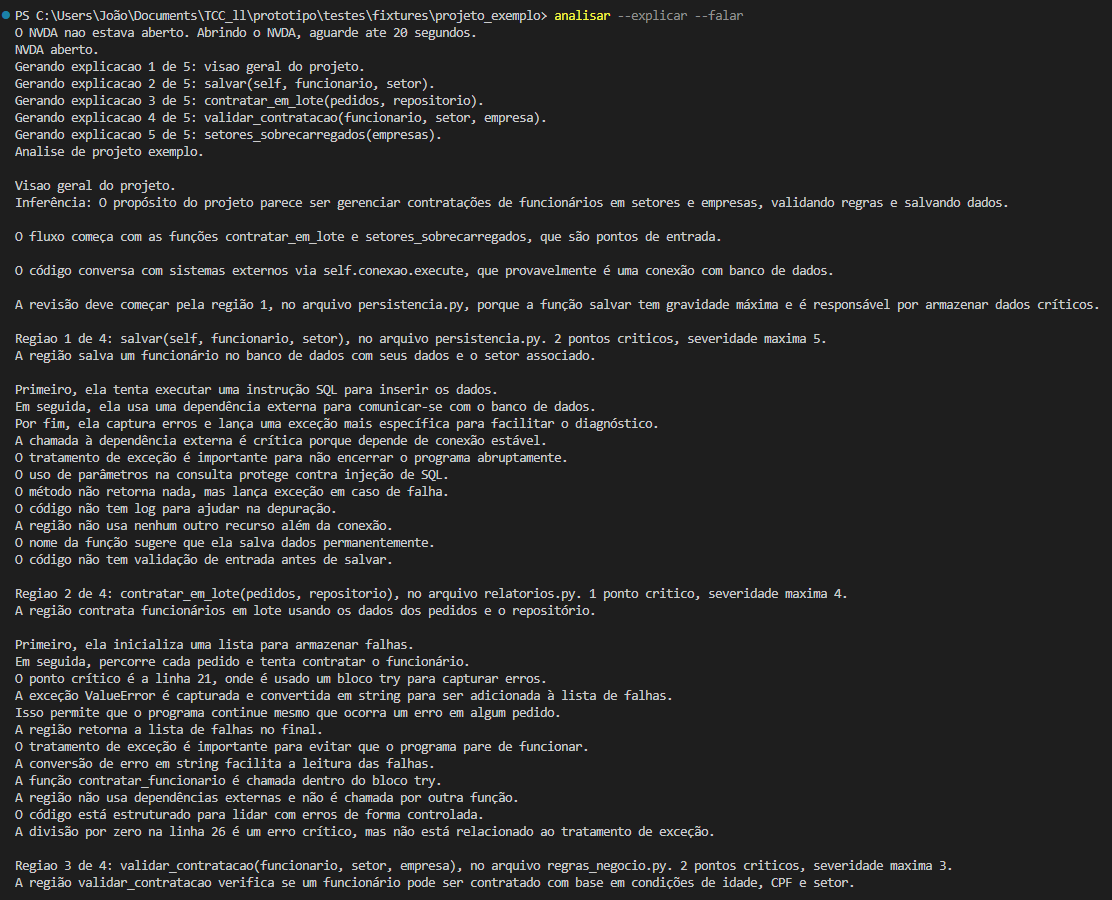 PS C:\Users\João\Documents\TCC_ll\prototipo\testes\fixtures\projeto_exemplo> analisar --explicar --falar
O NVDA nao estava aberto. Abrindo o NVDA, aguarde ate 20 segundos.
NVDA aberto.
Gerando explicacao 1 de 5: visao geral do projeto.
Gerando explicacao 2 de 5: salvar(self, funcionario, setor).
Gerando explicacao 3 de 5: contratar_em_lote(pedidos, repositorio).
Gerando explicacao 4 de 5: validar_contratacao(funcionario, setor, empresa).
Gerando explicacao 5 de 5: setores_sobrecarregados(empresas).
Analise de projeto exemplo.
Visao geral do projeto.
Inferência: O propósito do projeto parece ser gerenciar contratações de funcionários em setores e empresas, validando regras e salvando dados.
O fluxo começa com as funções contratar_em_lote e setores_sobrecarregados, que são pontos de entrada.
O código conversa com sistemas externos via self.conexao.execute, que provavelmente é uma conexão com banco de dados.
A revisão deve começar pela região 1, no arquivo persistencia.py, porque a função salvar tem gravidade máxima e é responsável por armazenar dados críticos.
Regiao 1 de 4: salvar(self, funcionario, setor), no arquivo persistencia.py. 2 pontos criticos, severidade maxima 5.
A região salva um funcionário no banco de dados com seus dados e o setor associado.
Primeiro, ela tenta executar uma instrução SQL para inserir os dados.
Em seguida, ela usa uma dependência externa para comunicar-se com o banco de dados.
Por fim, ela captura erros e lança uma exceção mais específica para facilitar o diagnóstico.
A chamada à dependência externa é crítica porque depende de conexão estável.
O tratamento de exceção é importante para não encerrar o programa abruptamente.
O uso de parâmetros na consulta protege contra injeção de SQL.
O método não retorna nada, mas lança exceção em caso de falha.
O código não tem log para ajudar na depuração.
A região não usa nenhum outro recurso além da conexão.
O nome da função sugere que ela salva dados permanentemente.
O código não tem validação de entrada antes de salvar.
Regiao 2 de 4: contratar_em_lote(pedidos, repositorio), no arquivo relatorios.py. 1 ponto critico, severidade maxima 4.
A região contrata funcionários em lote usando os dados dos pedidos e o repositório.
Primeiro, ela inicializa uma lista para armazenar falhas.
Em seguida, percorre cada pedido e tenta contratar o funcionário.
O ponto crítico é a linha 21, onde é usado um bloco try para capturar erros.
A exceção ValueError é capturada e convertida em string para ser adicionada à lista de falhas.
Isso permite que o programa continue mesmo que ocorra um erro em algum pedido.
A região retorna a lista de falhas no final.
O tratamento de exceção é importante para evitar que o programa pare de funcionar.
A conversão de erro em string facilita a leitura das falhas.
A função contratar_funcionario é chamada dentro do bloco try.
A região não usa dependências externas e não é chamada por outra função.
O código está estruturado para lidar com erros de forma controlada.
A divisão por zero na linha 26 é um erro crítico, mas não está relacionado ao tratamento de exceção.
Regiao 3 de 4: validar_contratacao(funcionario, setor, empresa), no arquivo regras_negocio.py. 2 pontos criticos, severidade maxima 3.
A região validar_contratacao verifica se um funcionário pode ser contratado com base em condições de idade, CPF e setor.